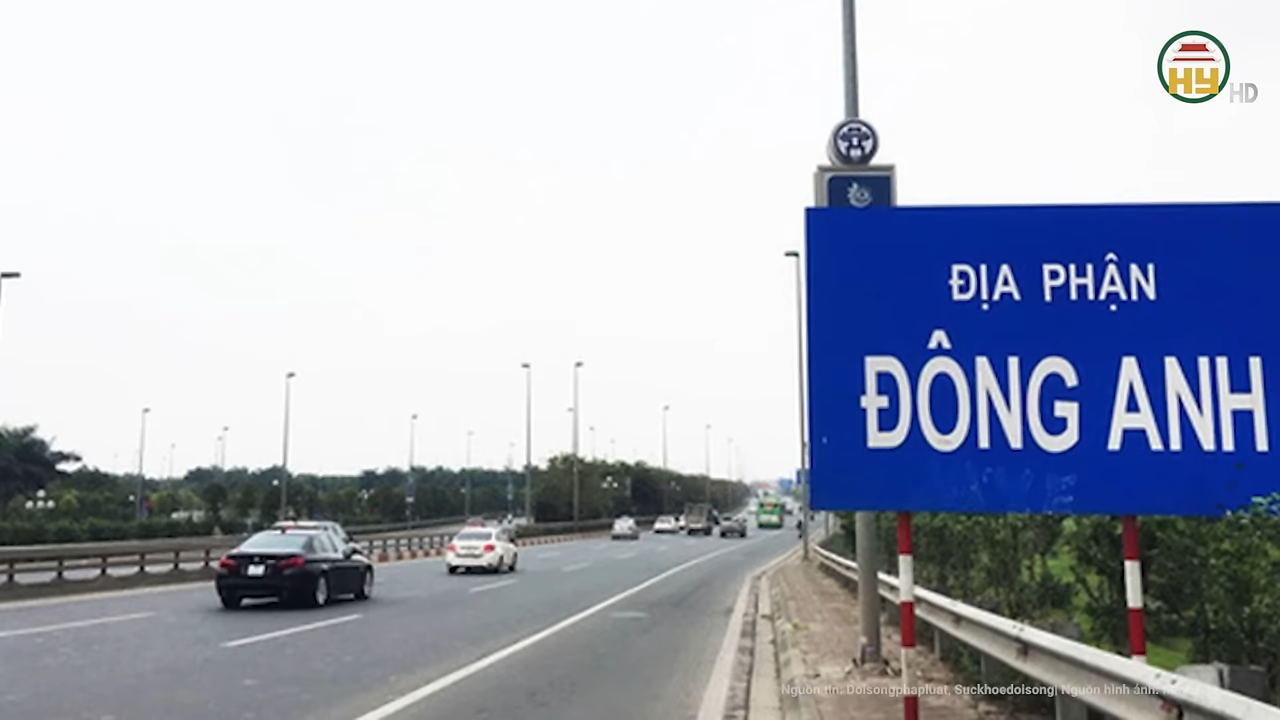 HY
HD
ĐỊA PHẬN
ĐÔNG ANH
Nguồn tin: Doisongphapluat, Suckhoedoisong| Nguồn hình ảnh: